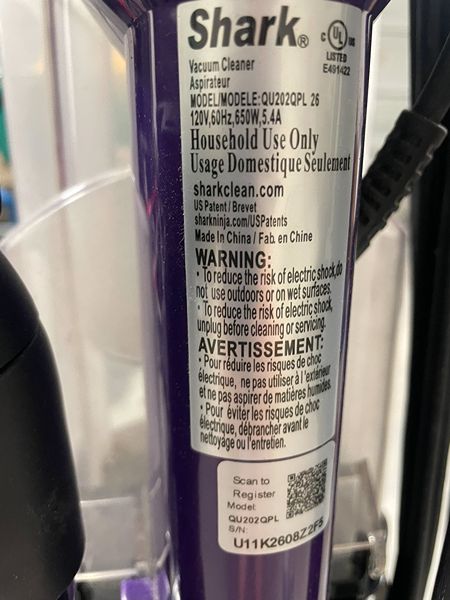 Shark®
C UL US
LISTED
E491422
Vacuum Cleaner
Aspirateur
MODEL/MODELE:QU202QPL 26
120V,60Hz,650W,5.4A
Household Use Only
Usage Domestique Seulement
sharkclean.com
US Patent / Brevet
sharkninja.com/USPatents
Made In China / Fab. en Chine
WARNING:
· To reduce the risk of electric shock,do
not use outdoors or on wet surfaces.
· To reduce the risk of electric shock,
unplug before cleaning or servicing.
AVERTISSEMENT:
· Pour réduire les risques de choc
électrique, ne pas utiliser à l'extérieur
et ne pas aspirer de matières humides.
· Pour éviter les risques de choc
électrique, débrancher avant le
nettoyage ou l'entretien.
Scan to
Register
Model:
QU202QPL
S/N:
U11K2608Z2F8